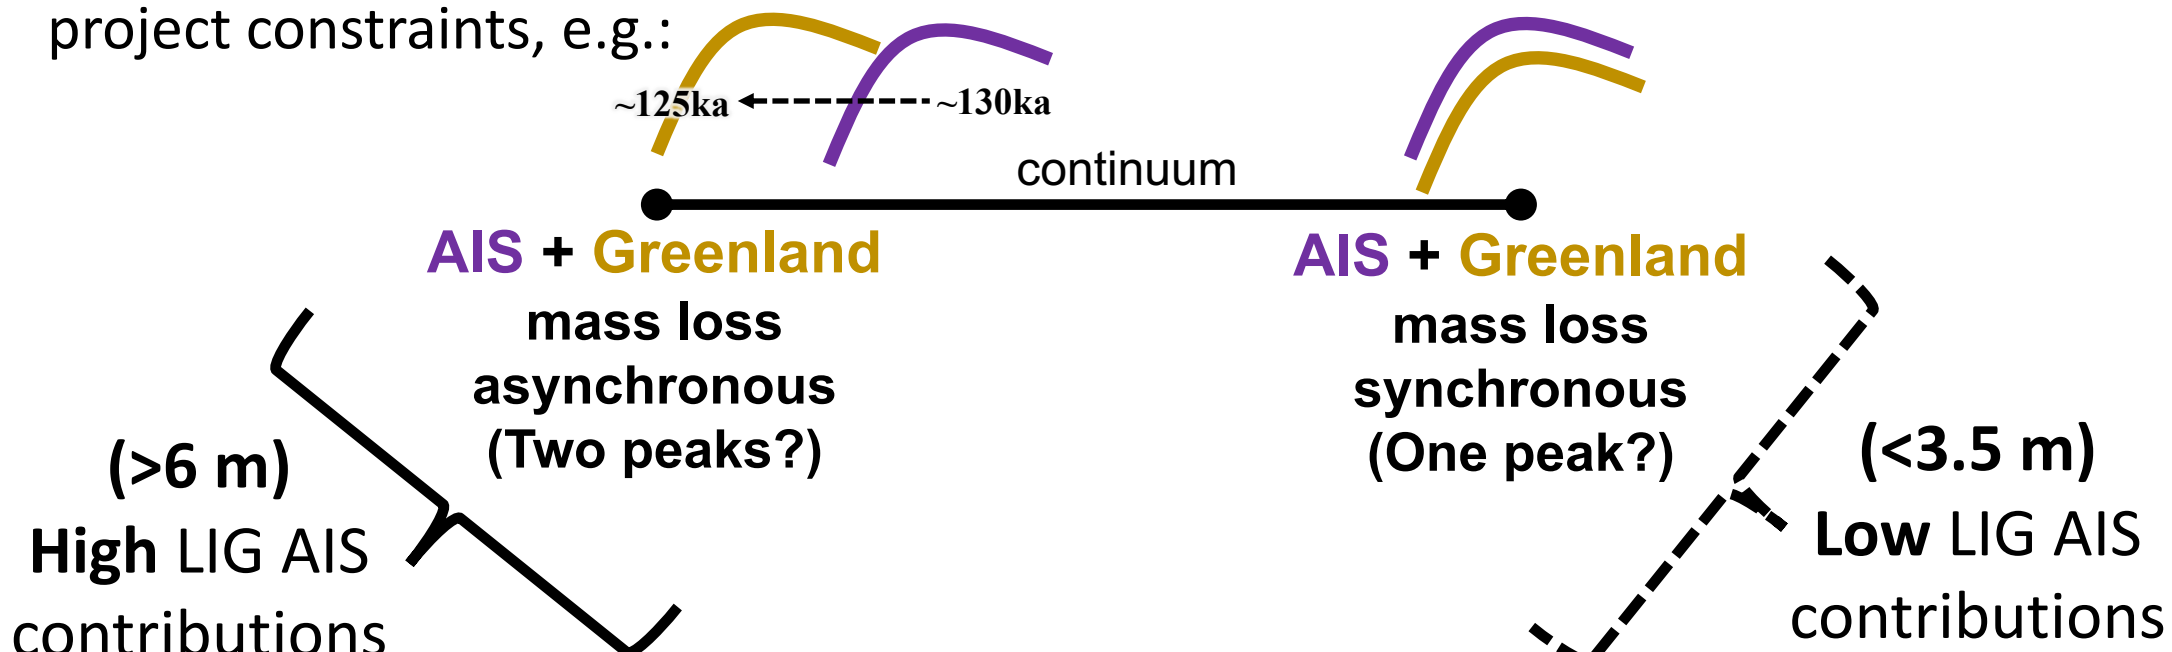 project constraints, e.g.:
~125ka
~130ka
continuum
AIS + Greenland
mass loss
asynchronous
(Two peaks?)
AIS + Greenland
mass loss
synchronous
(One peak?)
(>6 m)
High LIG AIS
contributions
(<3.5 m)
Low LIG AIS
contributions